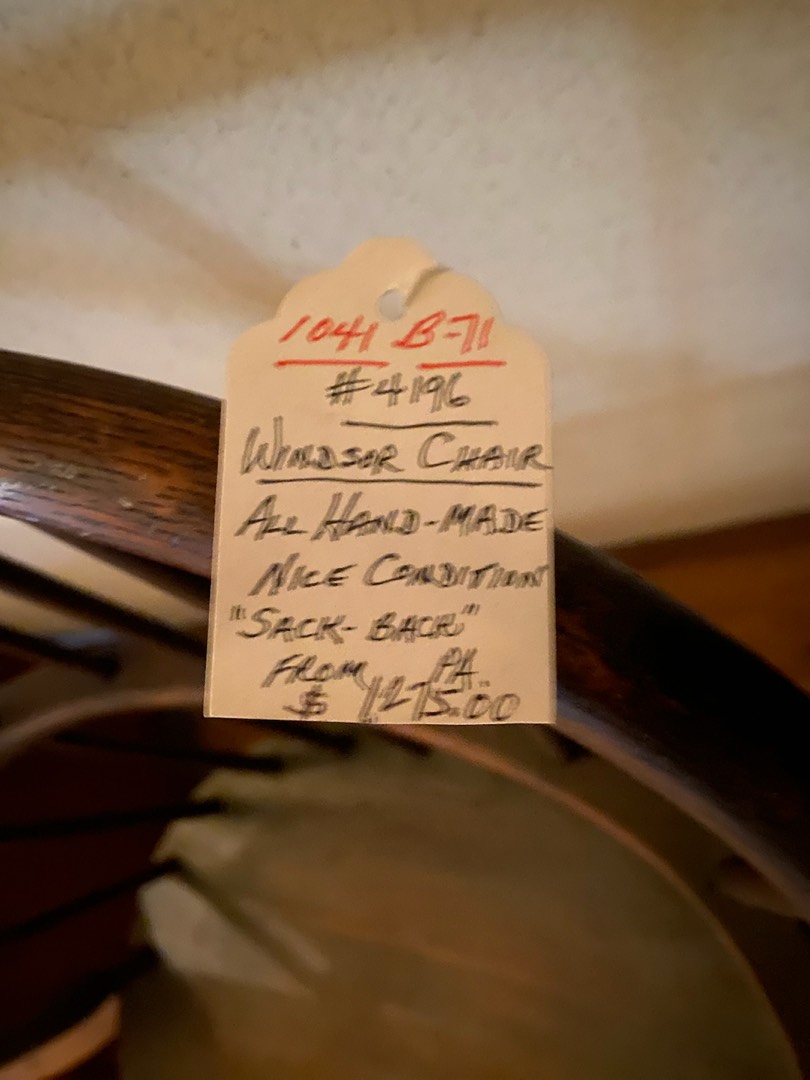 1041 B-71
#4196
WINDSOR CHAIR
ALL HAND-MADE
NICE CONDITION
"SACK-BACK"
FROM PA.
$ 1275.00